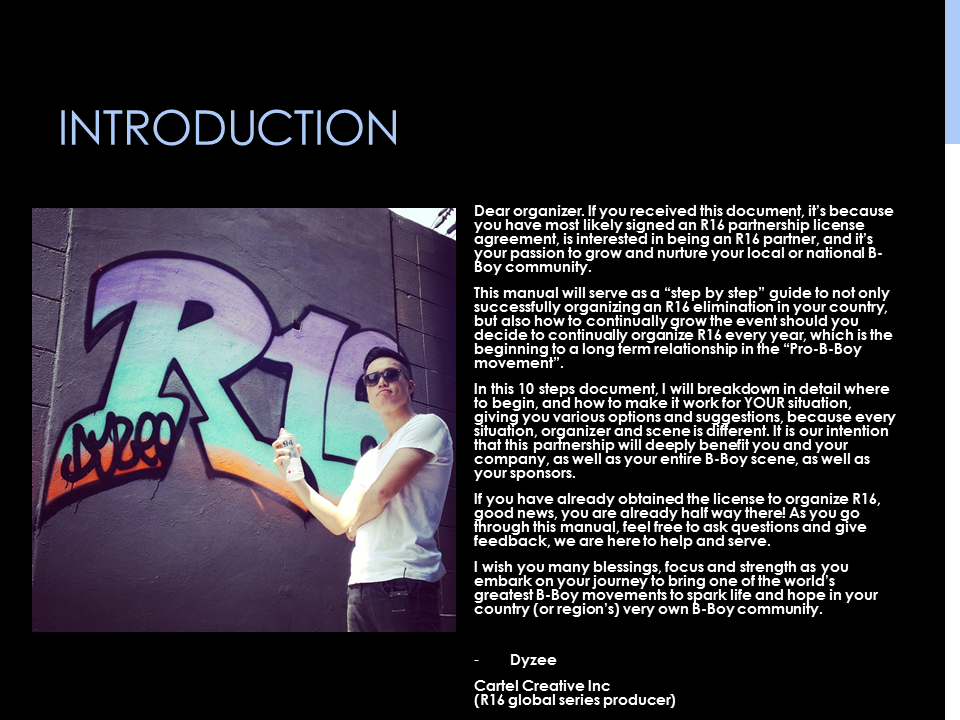 INTRODUCTION
R16
Dyzee
Dear organizer. If you received this document, it's because
you have most likely signed an R16 partnership license
agreement, is interested in being an R16 partner, and it's
your passion to grow and nurture your local or national B-
Boy community.
This manual will serve as a “step by step” guide to not only
successfully organizing an R16 elimination in your country,
but also how to continually grow the event should you
decide to continually organize R16 every year, which is the
beginning to a long term relationship in the “Pro-B-Boy
movement”.
In this 10 steps document, I will breakdown in detail where
to begin, and how to make it work for YOUR situation,
giving you various options and suggestions, because every
situation, organizer and scene is different. It is our intention
that this partnership will deeply benefit you and your
company, as well as your entire B-Boy scene, as well as
your sponsors.
If you have already obtained the license to organize R16,
good news, you are already half way there! As you go
through this manual, feel free to ask questions and give
feedback, we are here to help and serve.
I wish you many blessings, focus and strength as you
embark on your journey to bring one of the world's
greatest B-Boy movements to spark life and hope in your
country (or region's) very own B-Boy community.
- Dyzee
Cartel Creative Inc
(R16 global series producer)